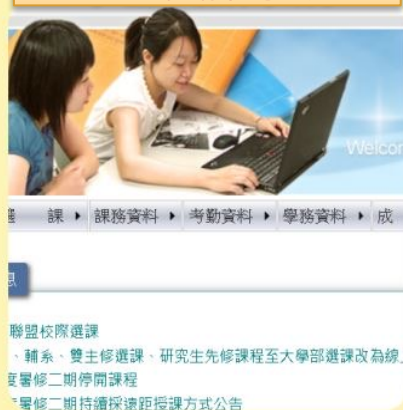 Welcom
課 課務資料 考勤資料 學務資料 成
息
聯盟校際選課
、輔系、雙主修選課、研究生先修課程至大學部選課改為線上
度暑修二期停開課程
度暑修二期持續採遠距授課方式公告